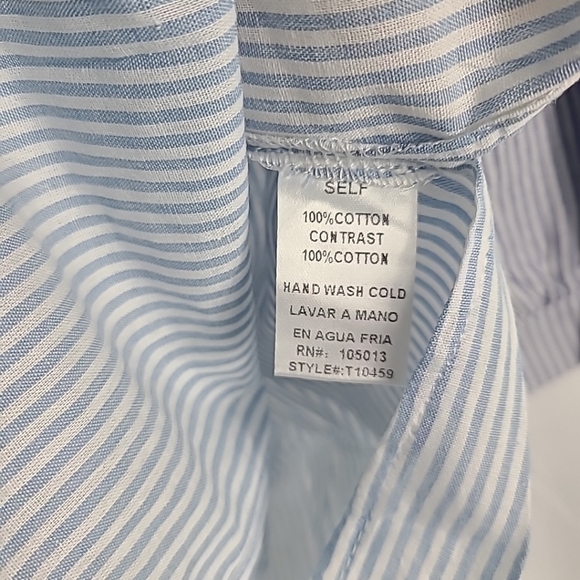 SELF
100%COTTON
CONTRAST
100%COTTON
HAND WASH COLD
LAVAR A MANO
EN AGUA FRIA
RN#: 105013
STYLE#:T10459